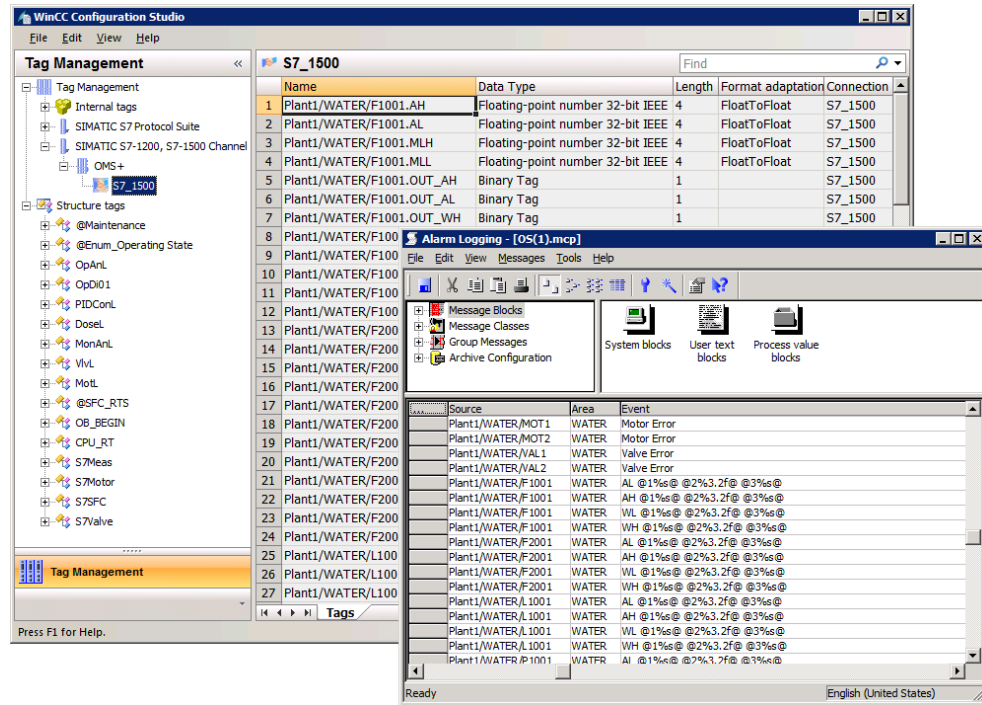 WinCC Configuration Studio
File Edit View Help
Tag Management «
Tag Management
Internal tags
SIMATIC S7 Protocol Suite
SIMATIC S7-1200, S7-1500 Channel
OMS+
S7_1500
Structure tags
@Maintenance
@Enum_Operating State
OpAnL
OpDi01
PIDConL
DoseL
MonAnL
VlvL
MotL
@SFC_RTS
OB_BEGIN
CPU_RT
S7Meas
S7Motor
S7SFC
S7Valve
Tag Management
Press F1 for Help.
S7_1500
Find
Name Data Type Length Format adaptation Connection
1 Plant1/WATER/F1001.AH Floating-point number 32-bit IEEE 4 FloatToFloat S7_1500
2 Plant1/WATER/F1001.AL Floating-point number 32-bit IEEE 4 FloatToFloat S7_1500
3 Plant1/WATER/F1001.MLH Floating-point number 32-bit IEEE 4 FloatToFloat S7_1500
4 Plant1/WATER/F1001.MLL Floating-point number 32-bit IEEE 4 FloatToFloat S7_1500
5 Plant1/WATER/F1001.OUT_AH Binary Tag 1 S7_1500
6 Plant1/WATER/F1001.OUT_AL Binary Tag 1 S7_1500
7 Plant1/WATER/F1001.OUT_WH Binary Tag 1 S7_1500
8 Plant1/WATER/F100
9 Plant1/WATER/F100
10 Plant1/WATER/F100
11 Plant1/WATER/F100
12 Plant1/WATER/F100
13 Plant1/WATER/F200
14 Plant1/WATER/F200
15 Plant1/WATER/F200
16 Plant1/WATER/F200
17 Plant1/WATER/F200
18 Plant1/WATER/F200
19 Plant1/WATER/F200
20 Plant1/WATER/F200
21 Plant1/WATER/F200
22 Plant1/WATER/F200
23 Plant1/WATER/F200
24 Plant1/WATER/F200
25 Plant1/WATER/L100
26 Plant1/WATER/L100
27 Plant1/WATER/L100
Tags
Alarm Logging - [OS(1).mcp]
File Edit View Messages Tools Help
Message Blocks
Message Classes
Group Messages
Archive Configuration
System blocks
User text blocks
Process value blocks
... Source Area Event
Plant1/WATER/MOT1 WATER Motor Error
Plant1/WATER/MOT2 WATER Motor Error
Plant1/WATER/VAL1 WATER Valve Error
Plant1/WATER/VAL2 WATER Valve Error
Plant1/WATER/F1001 WATER AL @1%s@ @2%3.2f@ @3%s@
Plant1/WATER/F1001 WATER AH @1%s@ @2%3.2f@ @3%s@
Plant1/WATER/F1001 WATER WL @1%s@ @2%3.2f@ @3%s@
Plant1/WATER/F1001 WATER WH @1%s@ @2%3.2f@ @3%s@
Plant1/WATER/F2001 WATER AL @1%s@ @2%3.2f@ @3%s@
Plant1/WATER/F2001 WATER AH @1%s@ @2%3.2f@ @3%s@
Plant1/WATER/F2001 WATER WL @1%s@ @2%3.2f@ @3%s@
Plant1/WATER/F2001 WATER WH @1%s@ @2%3.2f@ @3%s@
Plant1/WATER/L1001 WATER AL @1%s@ @2%3.2f@ @3%s@
Plant1/WATER/L1001 WATER AH @1%s@ @2%3.2f@ @3%s@
Plant1/WATER/L1001 WATER WL @1%s@ @2%3.2f@ @3%s@
Plant1/WATER/L1001 WATER WH @1%s@ @2%3.2f@ @3%s@
Plant1/WATER/P1001 WATER AL @1%s@ @2%3.2f@ @3%s@
Ready English (United States)